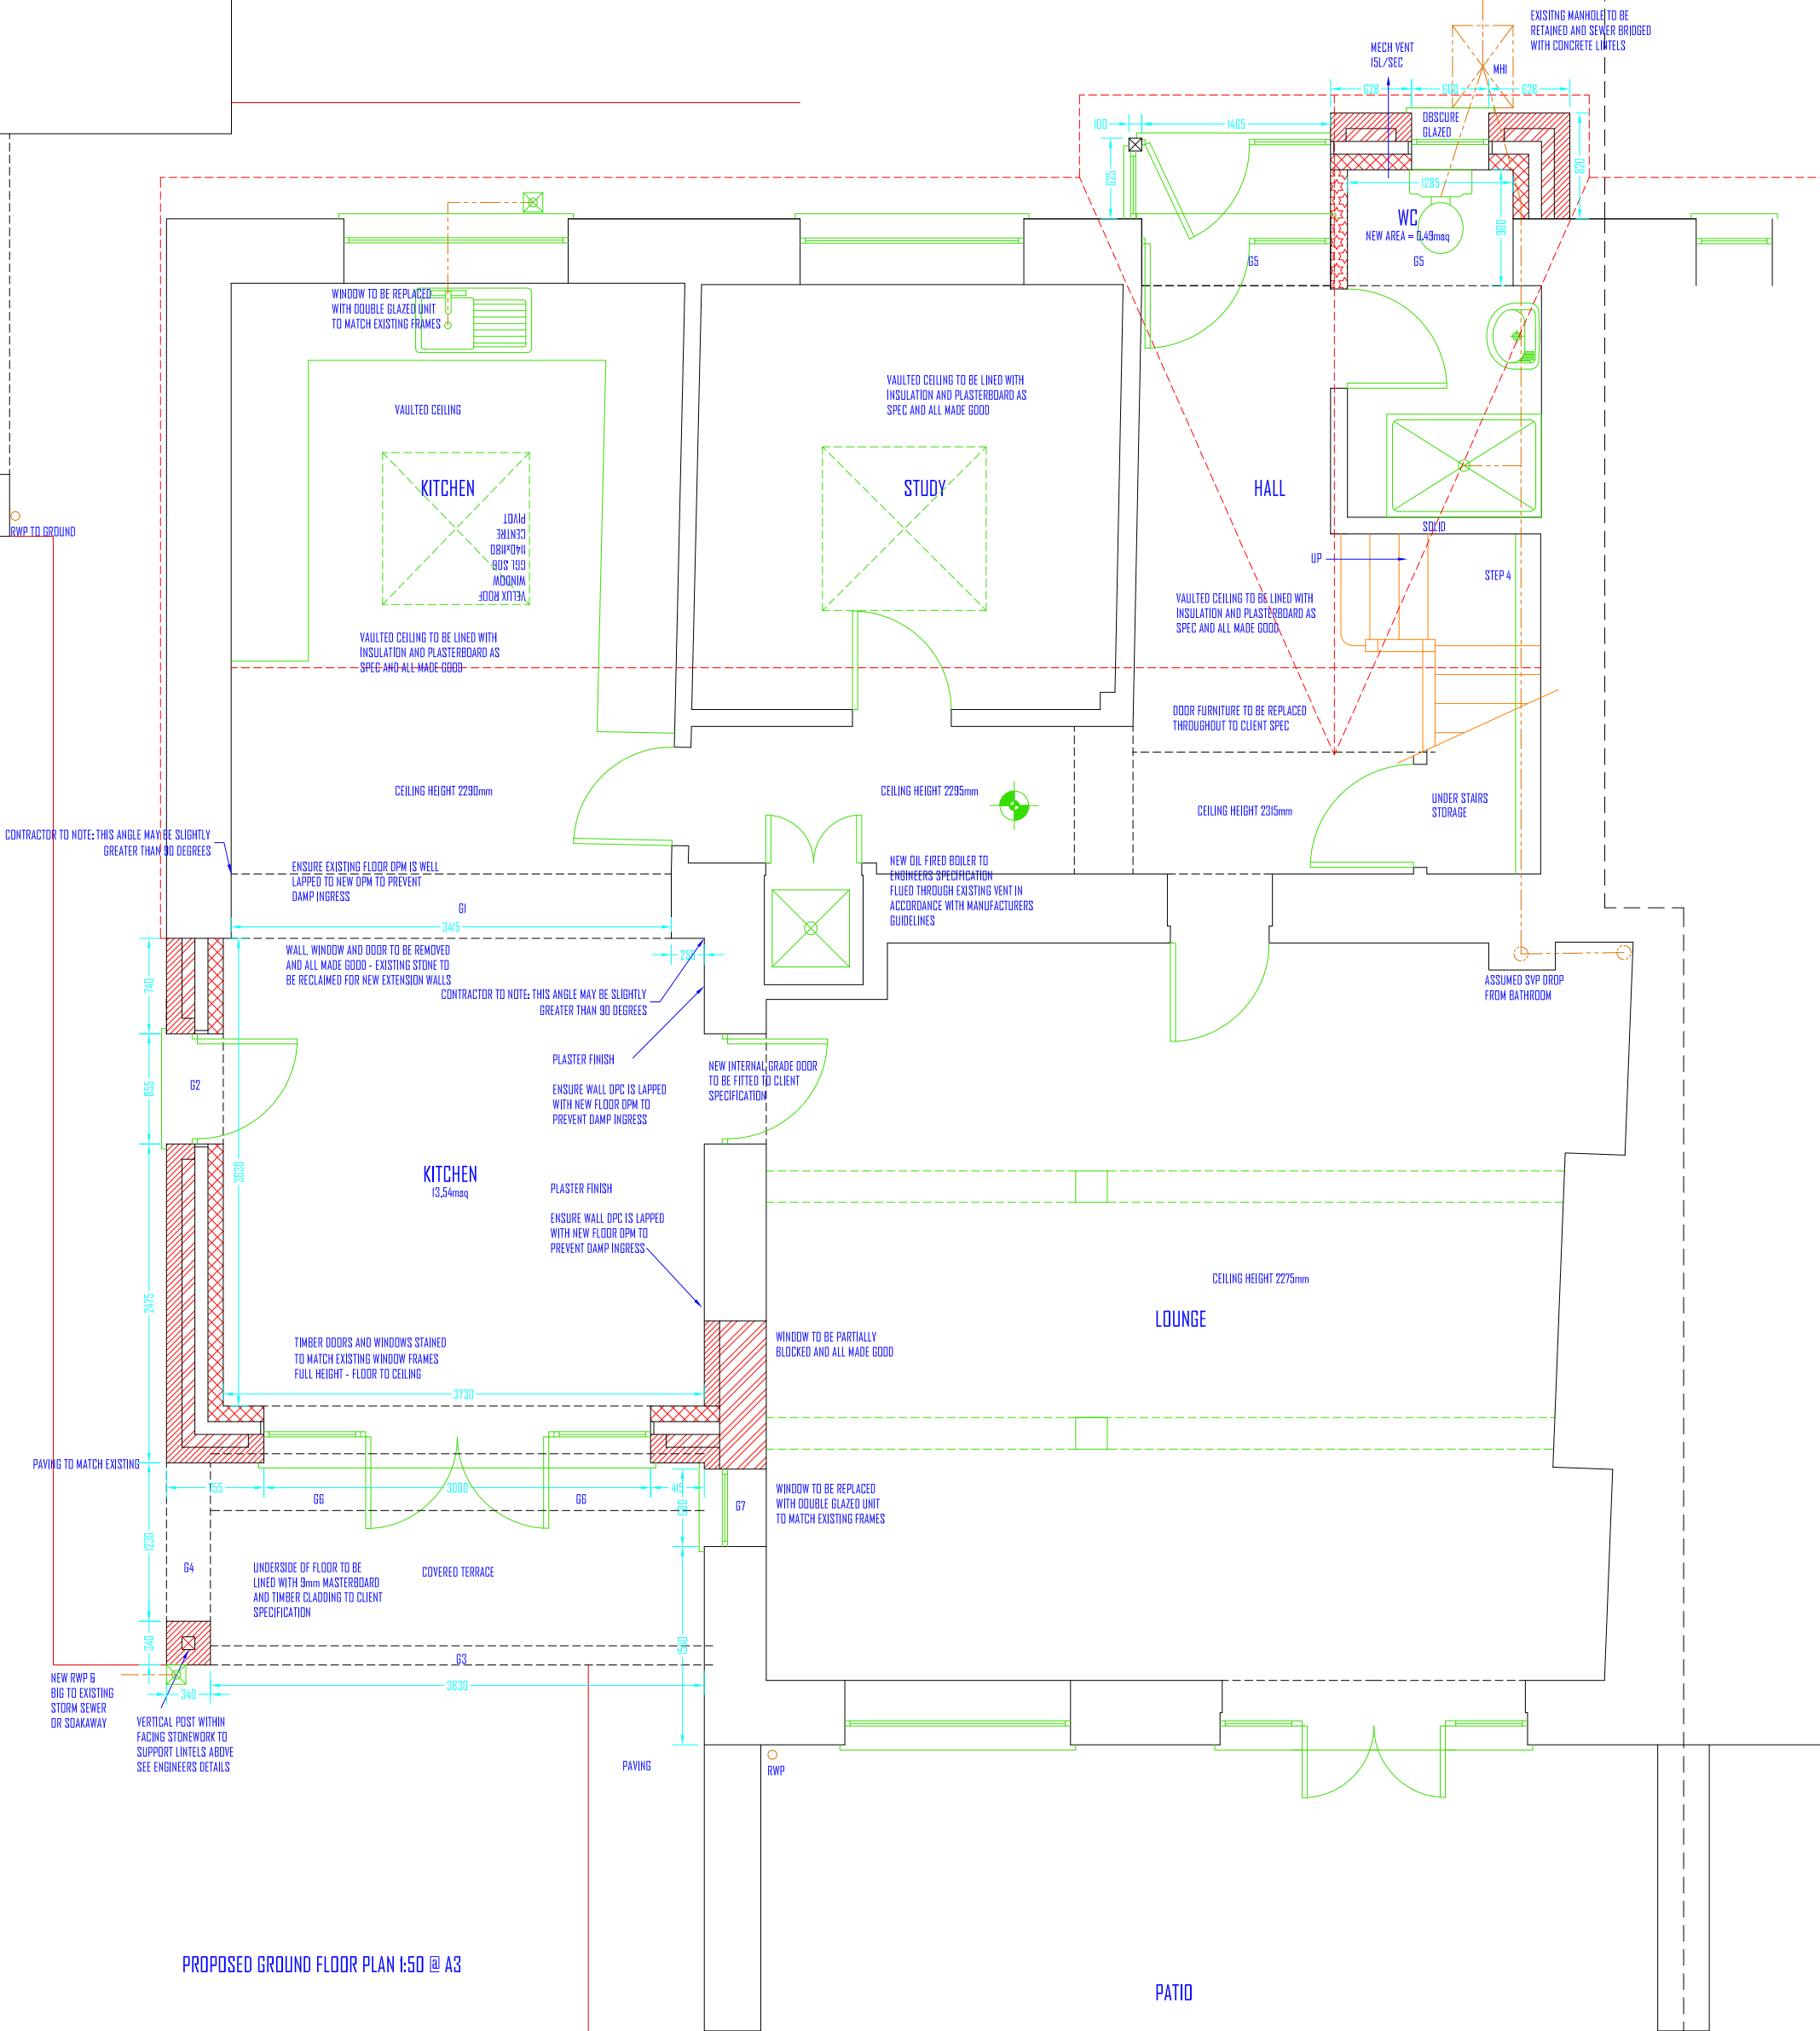 EXISITNG MANHOLE TO BE
RETAINED AND SEWER BRIDGED
WITH CONCRETE LINTELS
MECH VENT
15L/SEC
MH1
628
600
628
OBSCURE
GLAZED
100
1465
625
820
1285
900
WC
NEW AREA = 0.49msq
G5
G5
WINDOW TO BE REPLACED
WITH DOUBLE GLAZED UNIT
TO MATCH EXISTING FRAMES
VAULTED CEILING
VAULTED CEILING TO BE LINED WITH
INSULATION AND PLASTERBOARD AS
SPEC AND ALL MADE GOOD
KITCHEN
STUDY
HALL
VELUX ROOF
WINDOW
GGL S06
1140x1180
CENTRE
PIVOT
RWP TO GROUND
SOLID
UP
STEP 4
VAULTED CEILING TO BE LINED WITH
INSULATION AND PLASTERBOARD AS
SPEC AND ALL MADE GOOD
VAULTED CEILING TO BE LINED WITH
INSULATION AND PLASTERBOARD AS
SPEC AND ALL MADE GOOD
DOOR FURNITURE TO BE REPLACED
THROUGHOUT TO CLIENT SPEC
CEILING HEIGHT 2290mm
CEILING HEIGHT 2295mm
CEILING HEIGHT 2315mm
UNDER STAIRS
STORAGE
CONTRACTOR TO NOTE: THIS ANGLE MAY BE SLIGHTLY
GREATER THAN 90 DEGREES
ENSURE EXISTING FLOOR DPM IS WELL
LAPPED TO NEW DPM TO PREVENT
DAMP INGRESS
G1
3415
NEW OIL FIRED BOILER TO
ENGINEERS SPECIFICATION
FLUED THROUGH EXISTING VENT IN
ACCORDANCE WITH MANUFACTURERS
GUIDELINES
WALL, WINDOW AND DOOR TO BE REMOVED
AND ALL MADE GOOD - EXISTING STONE TO
BE RECLAIMED FOR NEW EXTENSION WALLS
255
CONTRACTOR TO NOTE: THIS ANGLE MAY BE SLIGHTLY
GREATER THAN 90 DEGREES
740
ASSUMED SVP DROP
FROM BATHROOM
PLASTER FINISH
ENSURE WALL DPC IS LAPPED
WITH NEW FLOOR DPM TO
PREVENT DAMP INGRESS
NEW INTERNAL GRADE DOOR
TO BE FITTED TO CLIENT
SPECIFICATION
855
G2
3630
KITCHEN
13.54msq
PLASTER FINISH
ENSURE WALL DPC IS LAPPED
WITH NEW FLOOR DPM TO
PREVENT DAMP INGRESS
2475
CEILING HEIGHT 2275mm
LOUNGE
TIMBER DOORS AND WINDOWS STAINED
TO MATCH EXISTING WINDOW FRAMES
FULL HEIGHT - FLOOR TO CEILING
WINDOW TO BE PARTIALLY
BLOCKED AND ALL MADE GOOD
3730
PAVING TO MATCH EXISTING
755
3000
415
G6
G6
600
G7
WINDOW TO BE REPLACED
WITH DOUBLE GLAZED UNIT
TO MATCH EXISTING FRAMES
1280
G4
UNDERSIDE OF FLOOR TO BE
LINED WITH 9mm MASTERBOARD
AND TIMBER CLADDING TO CLIENT
SPECIFICATION
COVERED TERRACE
340
G3
1540
NEW RWP &
BIG TO EXISTING
STORM SEWER
OR SOAKAWAY
340
3830
VERTICAL POST WITHIN
FACING STONEWORK TO
SUPPORT LINTELS ABOVE
SEE ENGINEERS DETAILS
PAVING
RWP
PROPOSED GROUND FLOOR PLAN 1:50 @ A3
PATIO